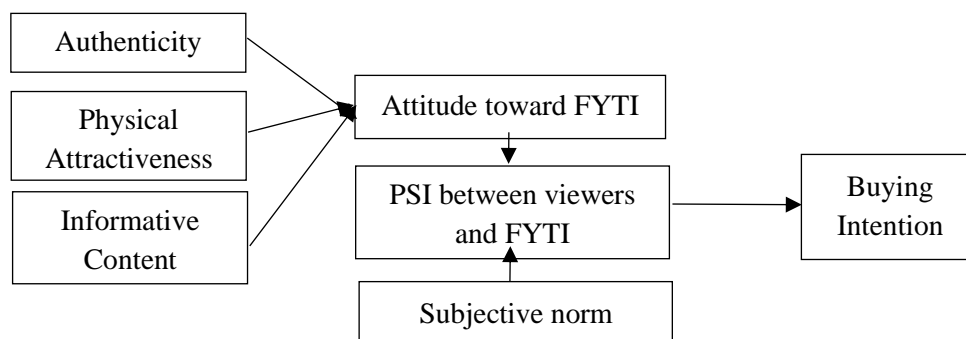 Authenticity
Physical
Attractiveness
Informative
Content
Attitude toward FYTI
PSI between viewers
and FYTI
Subjective norm
Buying
Intention